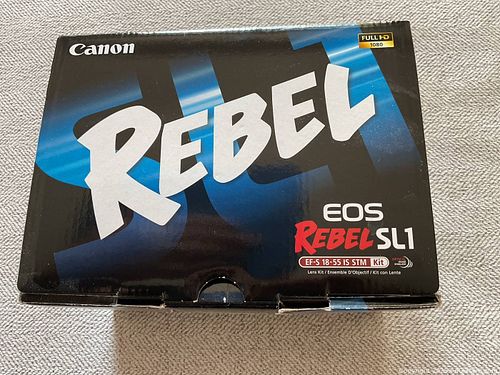 Canon
FULL HD
1080
SL1
REBEL
EOS
REBEL SL1
EF-S 18-55 IS STM Kit
Lens Kit / Ensemble D'Objectif / Kit con Lente